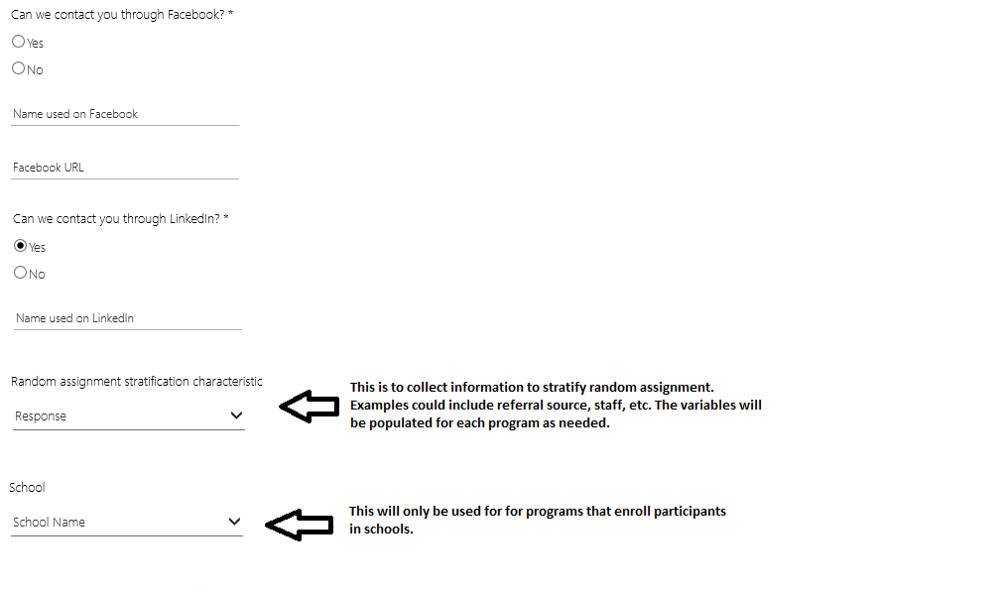 Can we contact you through Facebook? *
Yes
No
Name used on Facebook
Facebook URL
Can we contact you through LinkedIn? *
Yes
No
Name used on LinkedIn
Random assignment stratification characteristic
Response
This is to collect information to stratify random assignment.
Examples could include referral source, staff, etc. The variables will
be populated for each program as needed.
School
School Name
This will only be used for for programs that enroll participants
in schools.